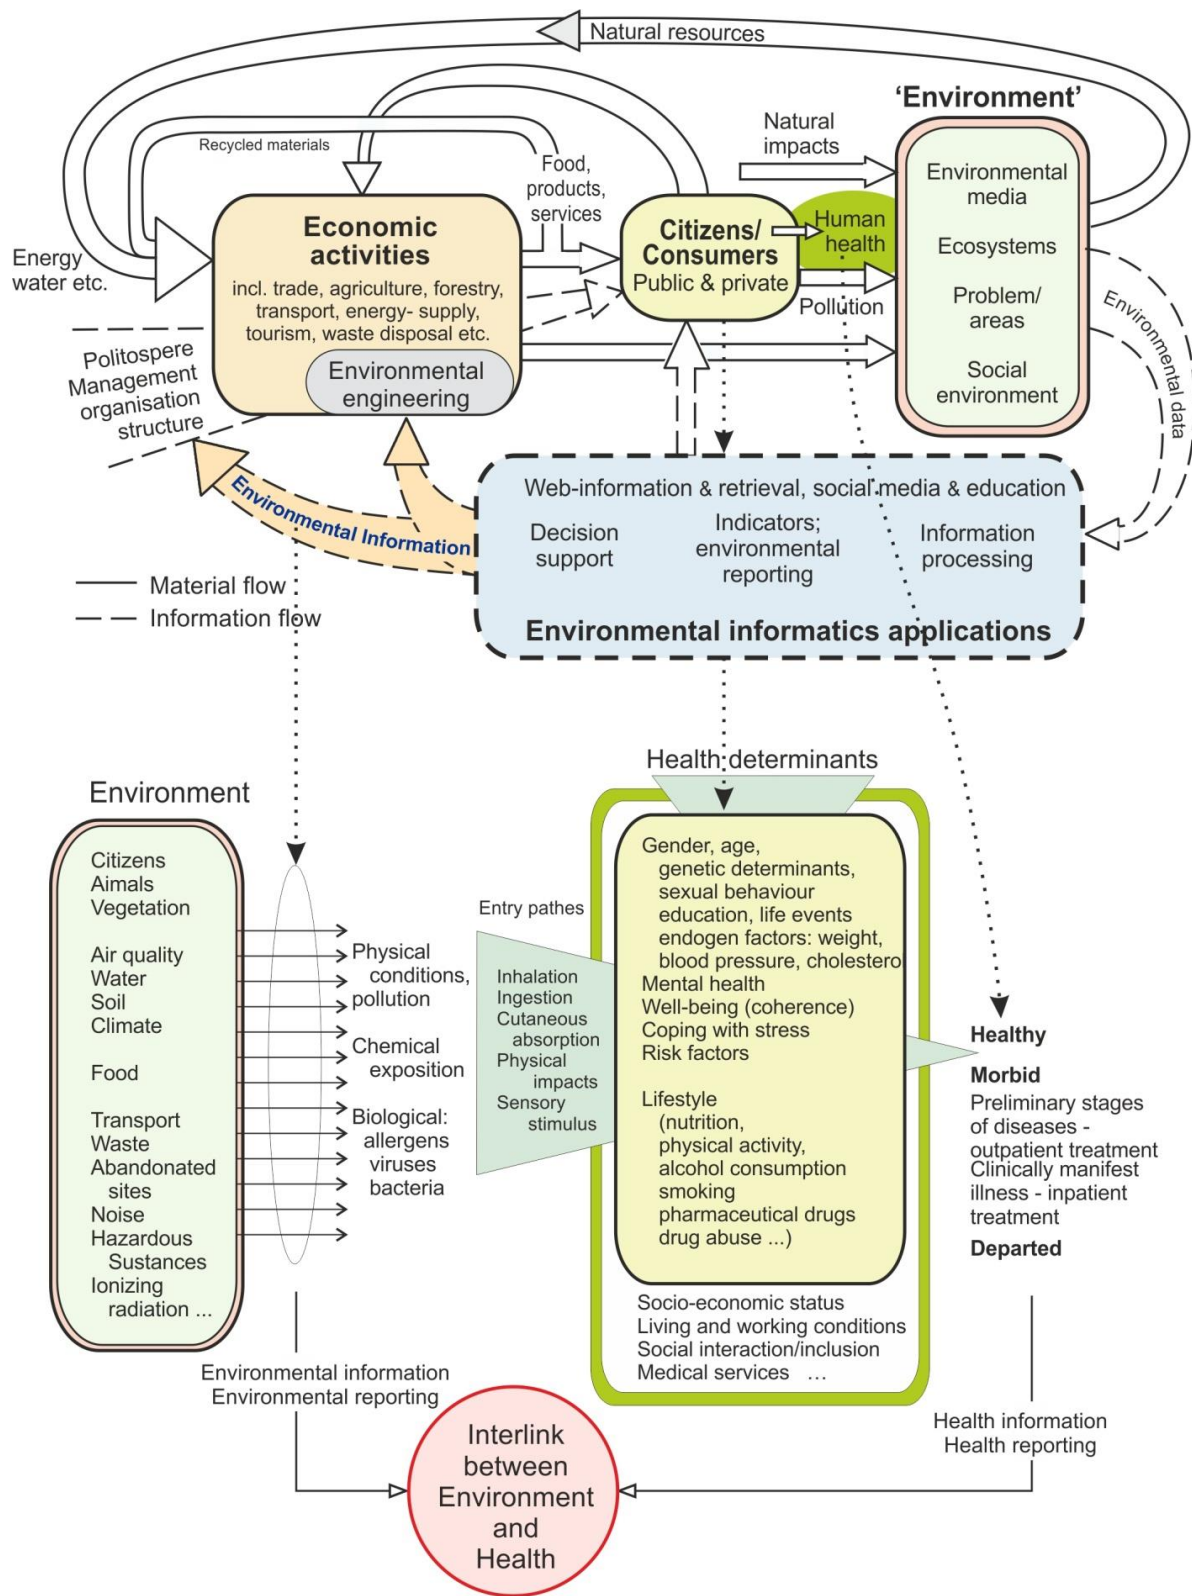 Natural resources
'Environment'
Natural
impacts
Recycled materials
Food,
products,
services
Energy
water etc.
Economic
activities
incl. trade, agriculture, forestry,
transport, energy- supply,
tourism, waste disposal etc.
Environmental
engineering
Citizens/
Consumers
Public & private
Human
health
Pollution
Environmental
media
Ecosystems
Problem/
areas
Social
environment
Environmental data
Politospere
Management
organisation
structure
Environmental Information
Web-information & retrieval, social media & education
Decision
support
Indicators;
environmental
reporting
Information
processing
Environmental informatics applications
Material flow
Information flow
Environment
Citizens
Aimals
Vegetation
Air quality
Water
Soil
Climate
Food
Transport
Waste
Abandonated
sites
Noise
Hazardous
Sustances
Ionizing
radiation ...
Physical
conditions,
pollution
Chemical
exposition
Biological:
allergens
viruses
bacteria
Entry pathes
Inhalation
Ingestion
Cutaneous
absorption
Physical
impacts
Sensory
stimulus
Health determinants
Gender, age,
genetic determinants,
sexual behaviour
education, life events
endogen factors: weight,
blood pressure, cholestero
Mental health
Well-being (coherence)
Coping with stress
Risk factors
Lifestyle
(nutrition,
physical activity,
alcohol consumption
smoking
pharmaceutical drugs
drug abuse ...)
Socio-economic status
Living and working conditions
Social interaction/inclusion
Medical services ...
Healthy
Morbid
Preliminary stages
of diseases -
outpatient treatment
Clinically manifest
illness - inpatient
treatment
Departed
Environmental information
Environmental reporting
Health information
Health reporting
Interlink
between
Environment
and
Health